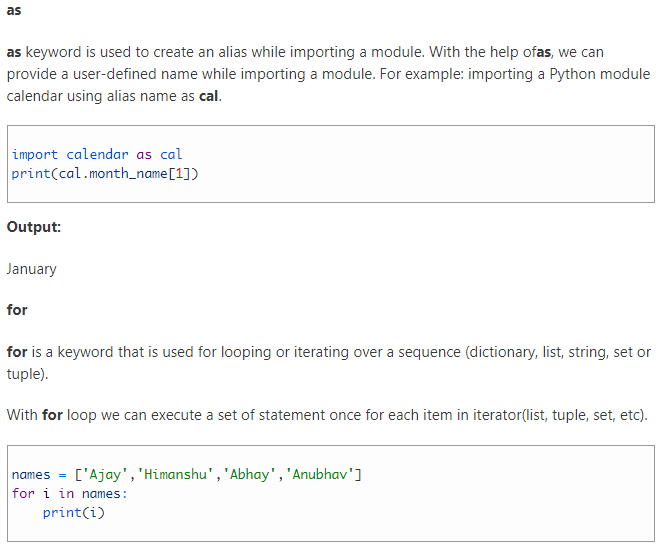 as
as keyword is used to create an alias while importing a module. With the help ofas, we can
provide a user-defined name while importing a module. For example: importing a Python module
calendar using alias name as cal.
import calendar as cal
print(cal.month_name[1])
Output:
January
for
for is a keyword that is used for looping or iterating over a sequence (dictionary, list, string, set or
tuple).
With for loop we can execute a set of statement once for each item in iterator(list, tuple, set, etc).
names = ['Ajay','Himanshu','Abhay','Anubhav']
for i in names:
    print(i)